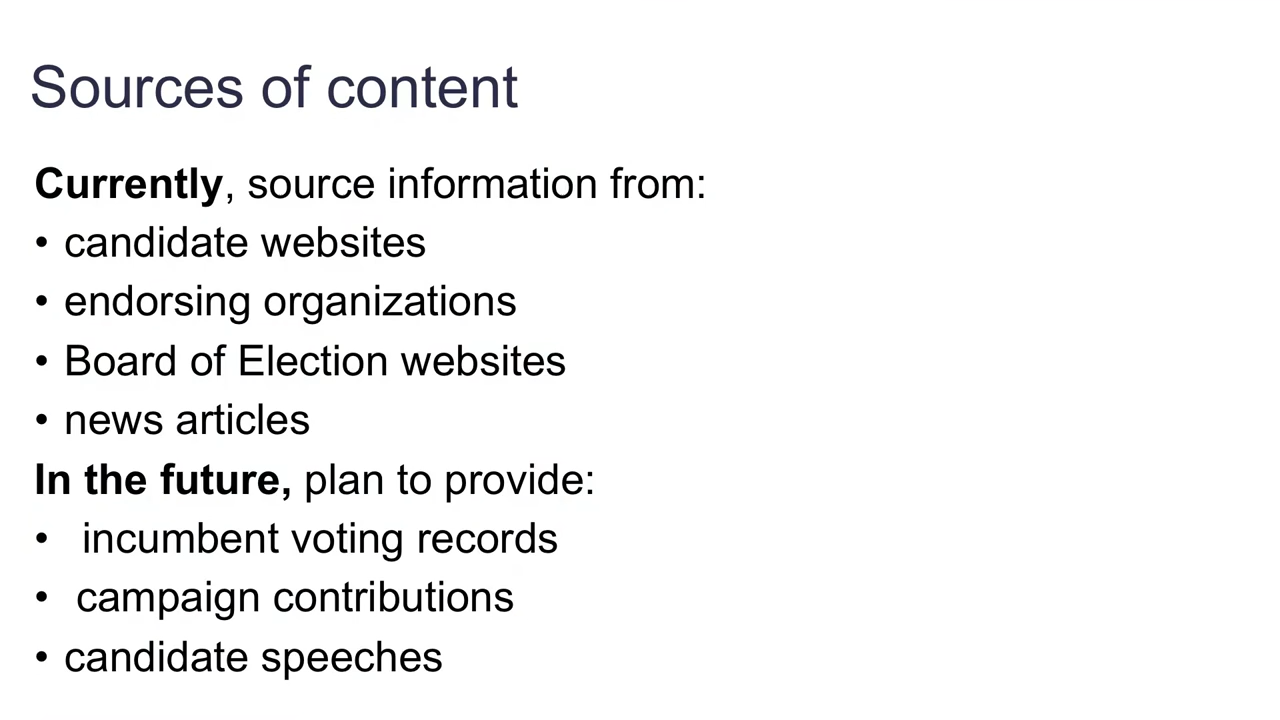 Sources of content
Currently, source information from:
• candidate websites
• endorsing organizations
• Board of Election websites
• news articles
In the future, plan to provide:
• incumbent voting records
• campaign contributions
• candidate speeches